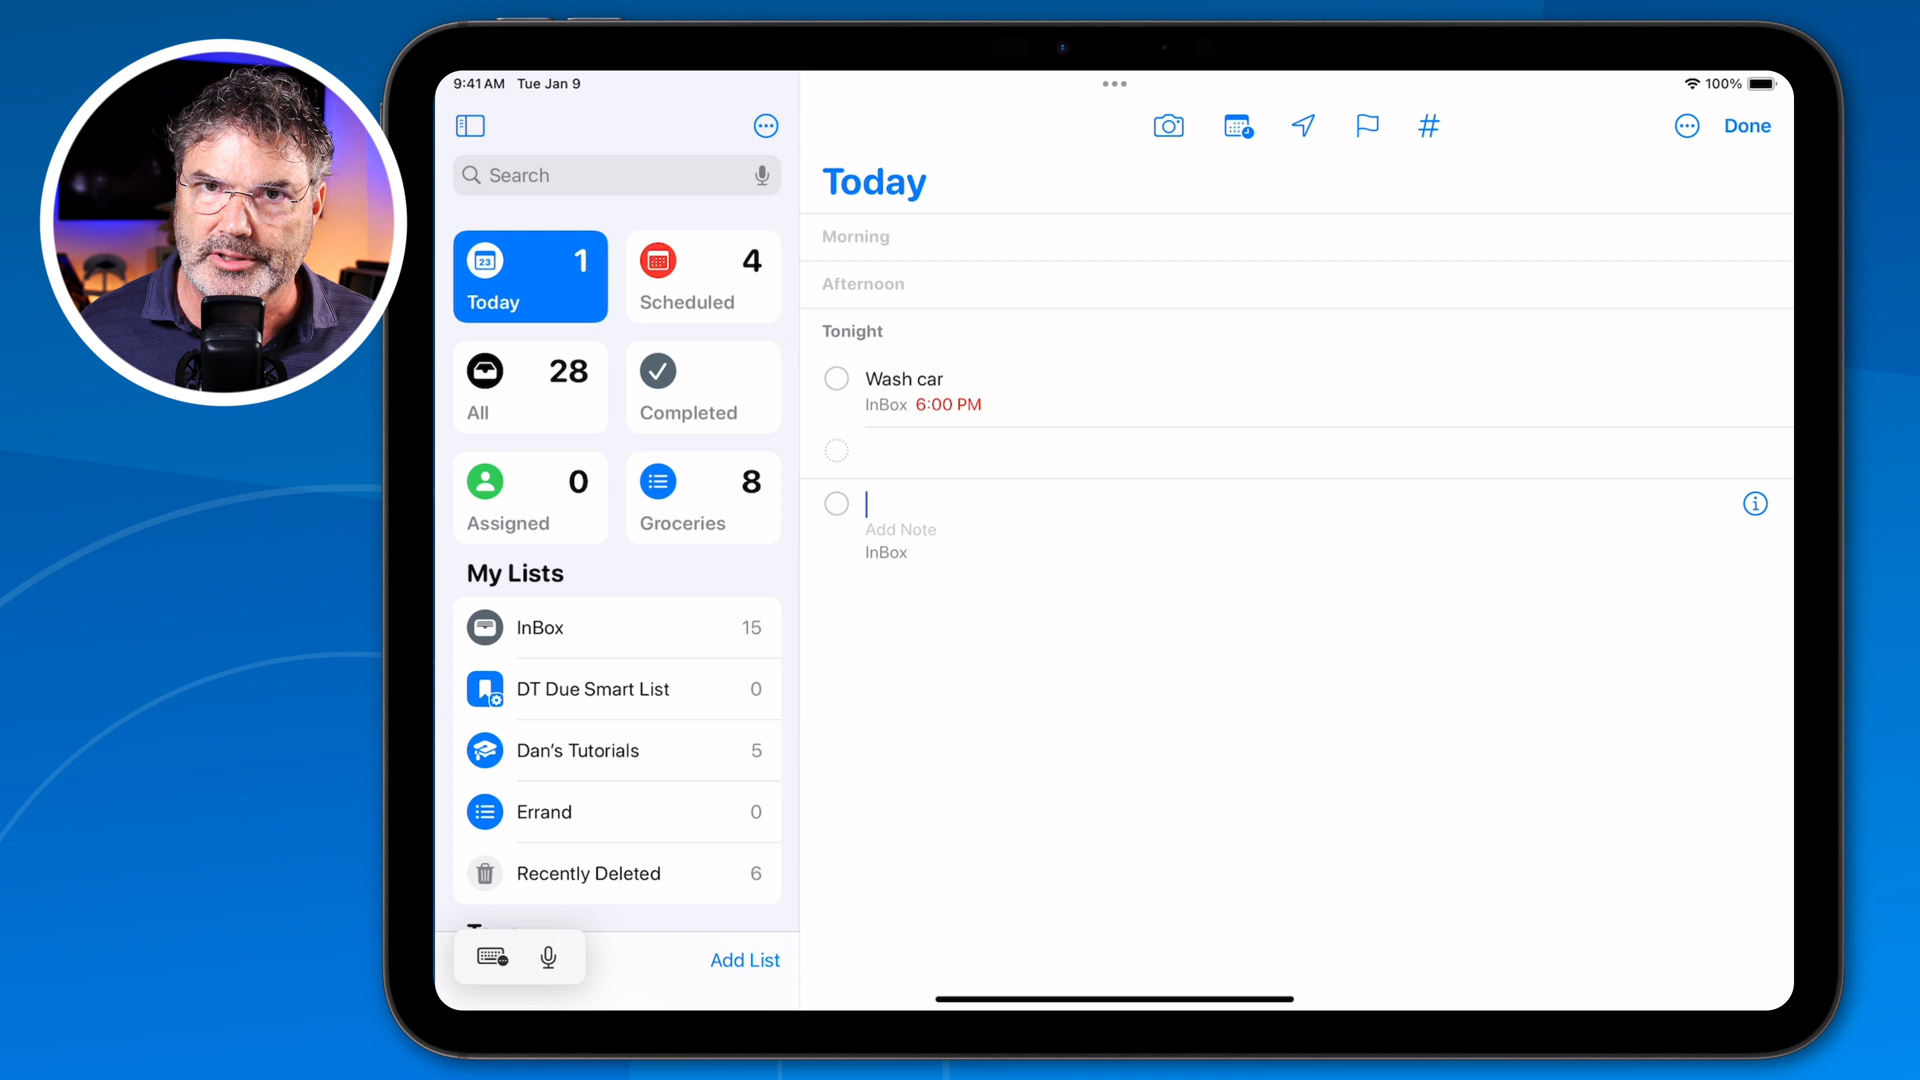 9:41 AM Tue Jan 9
100%
Search
23
1
Today
4
Scheduled
28
All
Completed
0
Assigned
8
Groceries
My Lists
InBox 15
DT Due Smart List 0
Dan's Tutorials 5
Errand 0
Recently Deleted 6
Add List
Done
Today
Morning
Afternoon
Tonight
Wash car
InBox 6:00 PM
Add Note
InBox